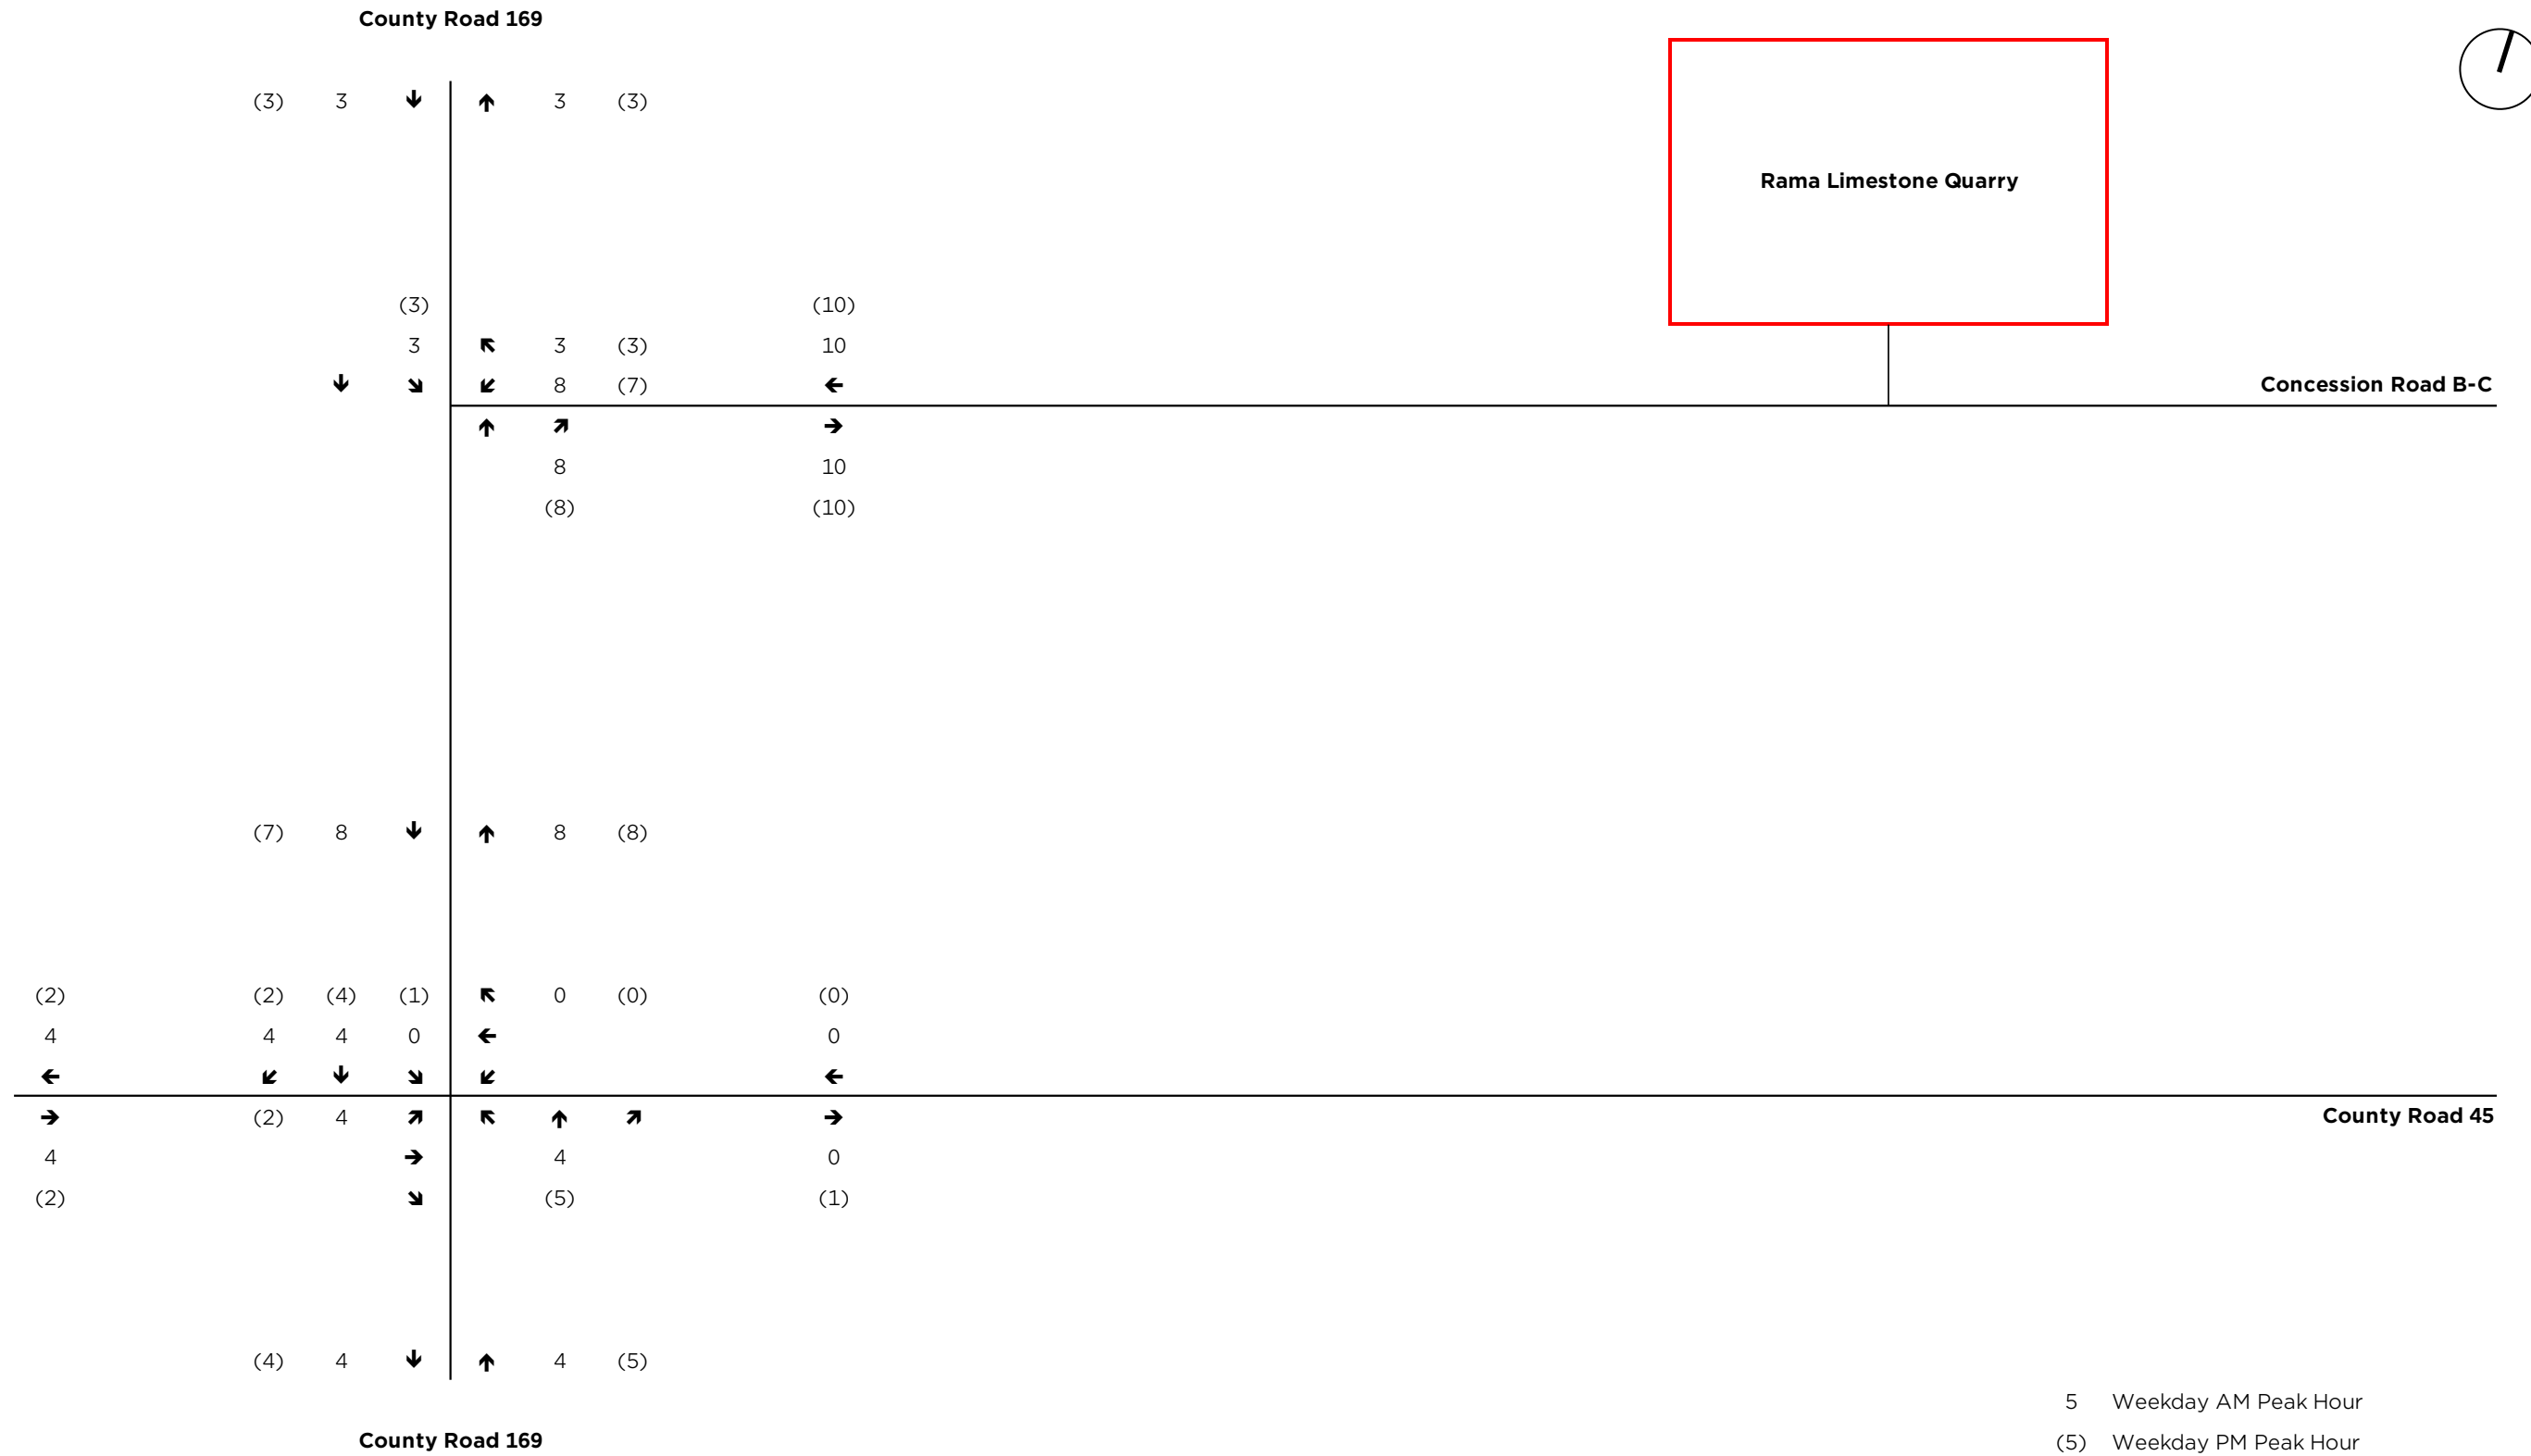 County Road 169
(3) 3 ↓ ↑ 3 (3)
Rama Limestone Quarry
(3) (10)
3 ↖ 3 (3) 10
↓ ↘ ↙ 8 (7) ←
Concession Road B-C
↑ ↗ →
8 10
(8) (10)
(7) 8 ↓ ↑ 8 (8)
(2) (2) (4) (1) ↖ 0 (0) (0)
4 4 4 0 ← 0
← ↙ ↓ ↘ ↙ ←
→ (2) 4 ↗ ↖ ↑ ↗ →
County Road 45
4 → 4 0
(2) ↘ (5) (1)
(4) 4 ↓ ↑ 4 (5)
5 Weekday AM Peak Hour
County Road 169
(5) Weekday PM Peak Hour